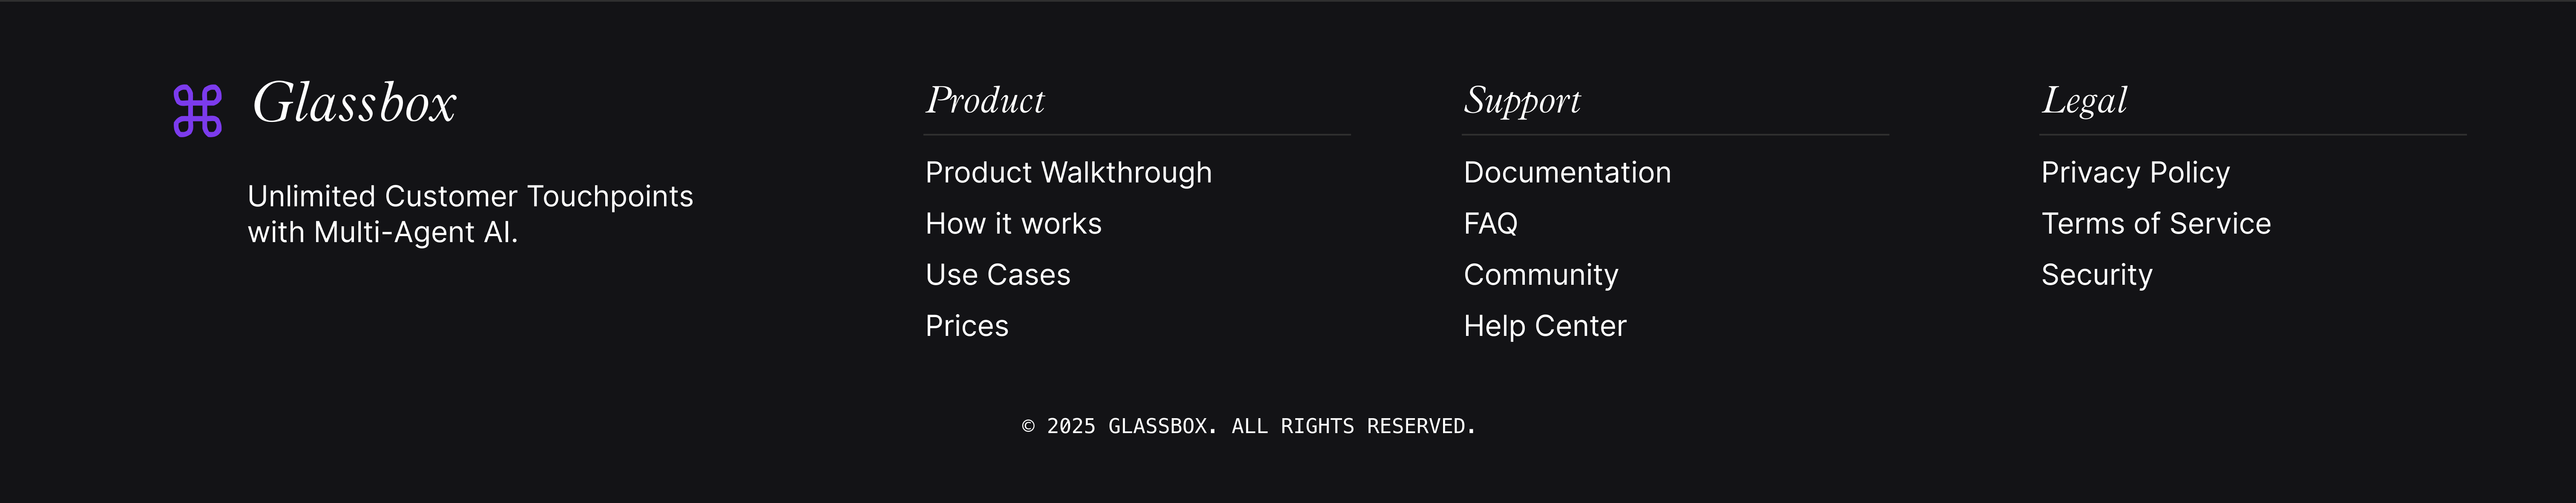 Glassbox
Unlimited Customer Touchpoints
with Multi-Agent AI.
Product
Product Walkthrough
How it works
Use Cases
Prices
Support
Documentation
FAQ
Community
Help Center
Legal
Privacy Policy
Terms of Service
Security
© 2025 GLASSBOX. ALL RIGHTS RESERVED.